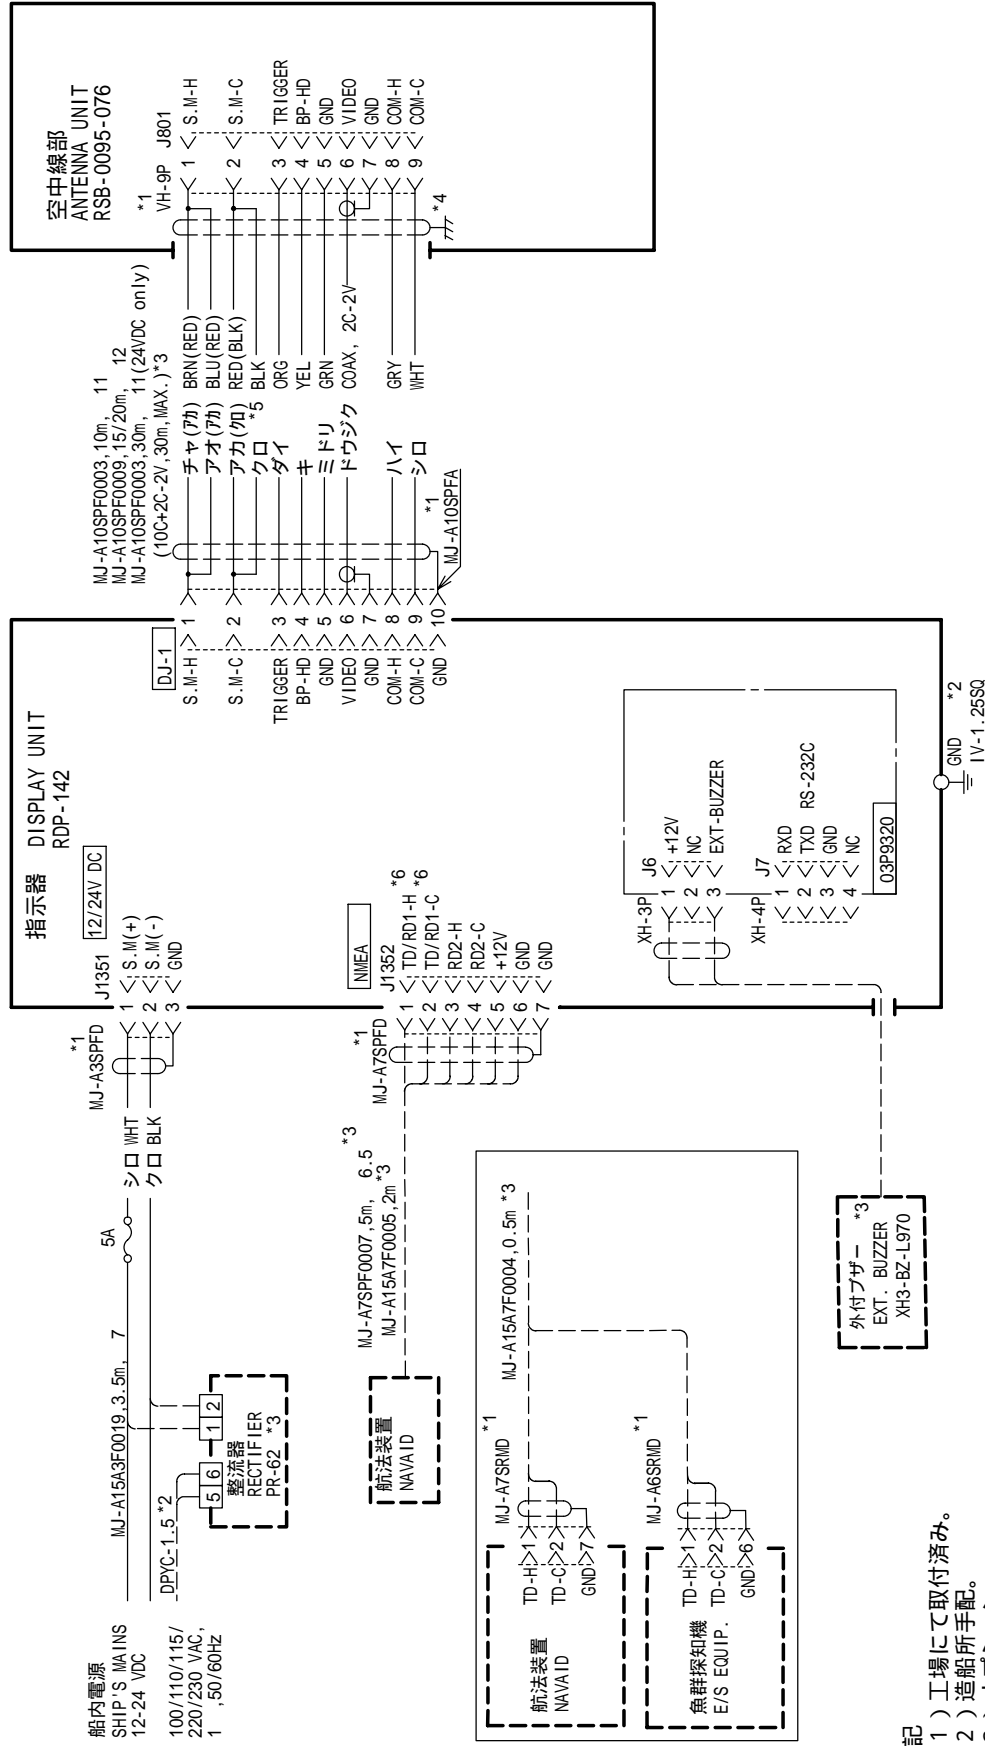 空中線部
ANTENNA UNIT
RSB-0095-076
*1
VH-9P J801
1 S.M-H
2 S.M-C
3 TRIGGER
4 BP-HD
5 GND
6 VIDEO
7 GND
8 COM-H
9 COM-C
*4
MJ-A10SPF0003,10m, 11
MJ-A10SPF0009,15/20m, 12
MJ-A10SPF0003,30m, 11(24VDC only)
(10C+2C-2V,30m,MAX.)*3
チャ(アカ) BRN(RED)
アオ(アカ) BLU(RED)
アカ(クロ) RED(BLK)
クロ *5 BLK
ダイ ORG
キ YEL
ミドリ GRN
ドウジク COAX, 2C-2V
ハイ GRY
シロ WHT
*1
MJ-A10SPFA
指示器 DISPLAY UNIT
RDP-142
DJ-1
S.M-H 1
S.M-C 2
TRIGGER 3
BP-HD 4
GND 5
VIDEO 6
GND 7
COM-H 8
COM-C 9
GND 10
12/24V DC
J1351
*1
MJ-A3SPFD
1 S.M(+)
2 S.M(-)
3 GND
シロ WHT
クロ BLK
5A
NMEA
J1352
*1
MJ-A7SPFD
1 TD/RD1-H *6
2 TD/RD1-C *6
3 RD2-H
4 RD2-C
5 +12V
6 GND
7 GND
XH-3P J6
1 +12V
2 NC
3 EXT-BUZZER
XH-4P J7
1 RXD
2 TXD
3 GND
4 NC
RS-232C
03P9320
GND *2
IV-1.25SQ
MJ-A15A3F0019,3.5m, 7
DPYC-1.5 *2
5 6 1 2
整流器
RECTIFIER
PR-62 *3
船内電源
SHIP'S MAINS
12-24 VDC
100/110/115/
220/230 VAC,
1 ,50/60Hz
MJ-A7SPF0007,5m, 6.5 *3
MJ-A15A7F0005,2m *3
航法装置
NAVAID
MJ-A15A7F0004,0.5m *3
MJ-A7SRMD *1
TD-H 1
TD-C 2
GND 7
航法装置
NAVAID
MJ-A6SRMD *1
TD-H 1
TD-C 2
GND 6
魚群探知機
E/S EQUIP.
外付ブザー *3
EXT. BUZZER
XH3-BZ-L970
記
1）工場にて取付済み。
2）造船所手配。